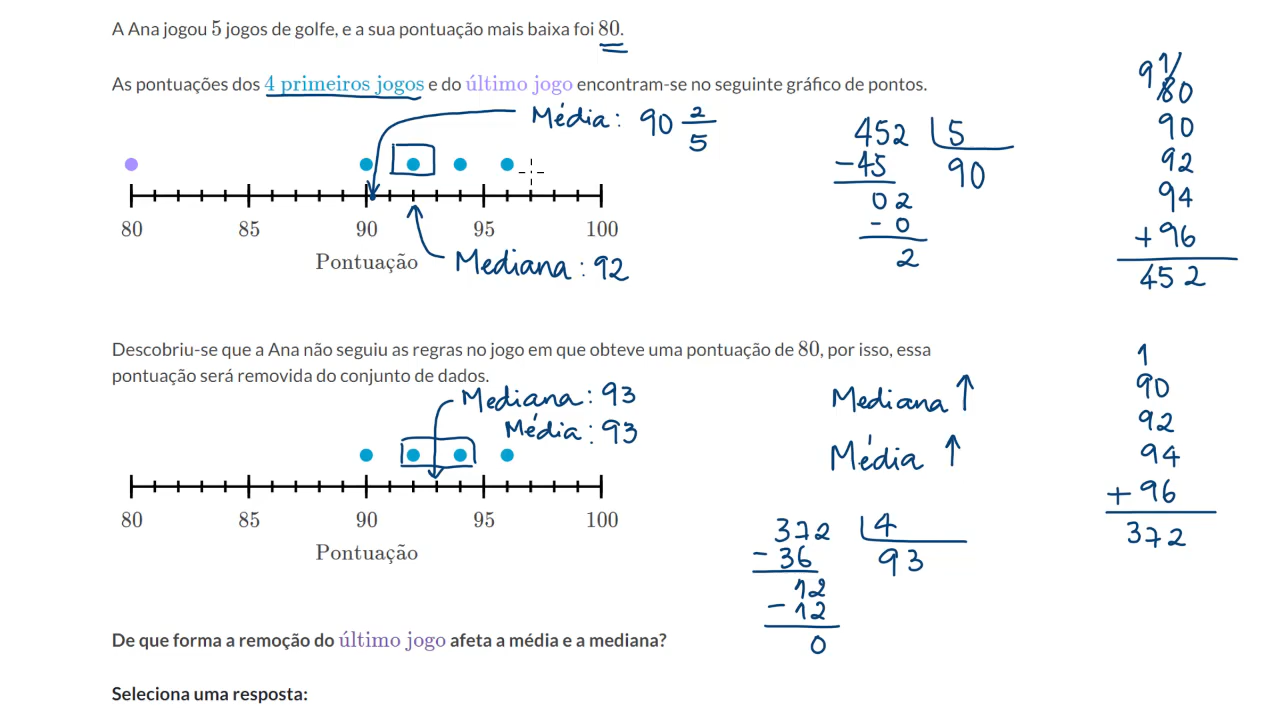 A Ana jogou 5 jogos de golfe, e a sua pontuação mais baixa foi 80.
As pontuações dos 4 primeiros jogos e do último jogo encontram-se no seguinte gráfico de pontos.
Média: 90 2/5
80 85 90 95 100
Pontuação
Mediana: 92
452 5
-45 90
02
- 0
2
80
90
92
94
+ 96
452
Descobriu-se que a Ana não seguiu as regras no jogo em que obteve uma pontuação de 80, por isso, essa
pontuação será removida do conjunto de dados.
Mediana: 93
Média: 93
80 85 90 95 100
Pontuação
Mediana ↑
Média ↑
372 4
- 36 93
12
- 12
0
1
90
92
94
+ 96
372
De que forma a remoção do último jogo afeta a média e a mediana?
Seleciona uma resposta: